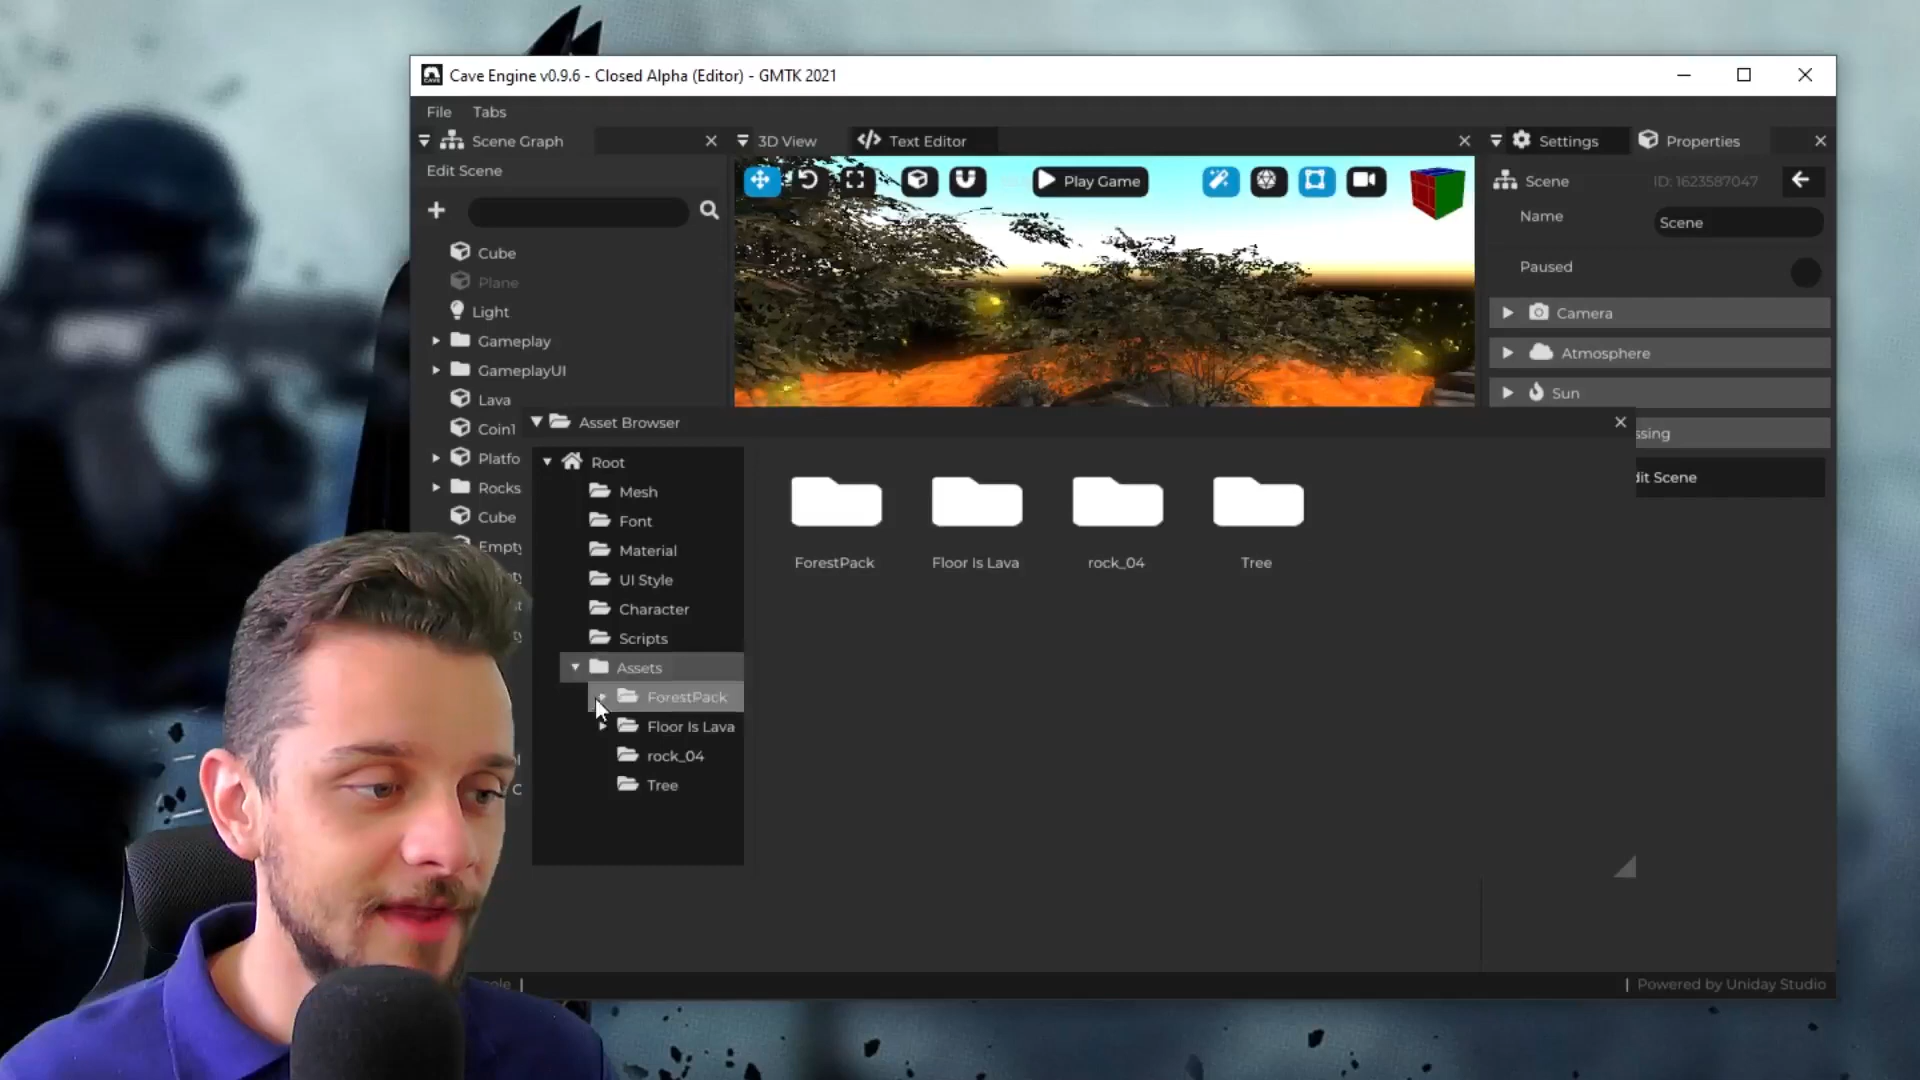 Cave Engine v0.9.6 - Closed Alpha (Editor) - GMTK 2021
File Tabs
Scene Graph
3D View
Text Editor
Settings
Properties
Edit Scene
Play Game
Scene
ID: 1623587047
Name
Scene
Paused
Camera
Atmosphere
Sun
ssing
dit Scene
Cube
Plane
Light
Gameplay
GameplayUI
Lava
Coin1
Platfo
Rocks
Cube
Empty
Asset Browser
Root
Mesh
Font
Material
UI Style
Character
Scripts
Assets
ForestPack
Floor Is Lava
rock_04
Tree
ForestPack
Floor Is Lava
rock_04
Tree
Powered by Uniday Studio